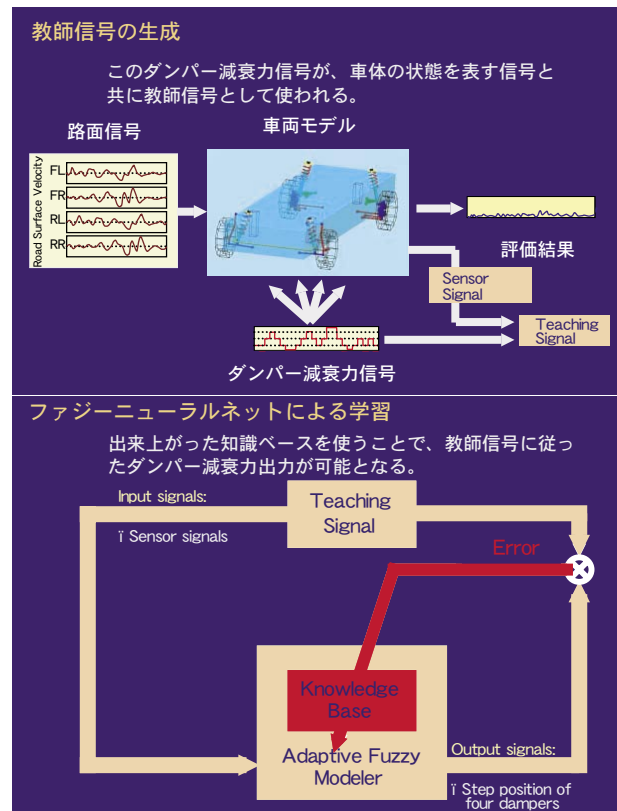 教師信号の生成
このダンパー減衰力信号が、車体の状態を表す信号と
共に教師信号として使われる。
路面信号
車両モデル
Road Surface Velocity
FL
FR
RL
RR
評価結果
Sensor
Signal
Teaching
Signal
ダンパー減衰力信号
ファジーニューラルネットによる学習
出来上がった知識ベースを使うことで、教師信号に従っ
たダンパー減衰力出力が可能となる。
Input signals:
ï Sensor signals
Teaching
Signal
Error
Knowledge
Base
Adaptive Fuzzy
Modeler
Output signals:
ï Step position of
four dampers